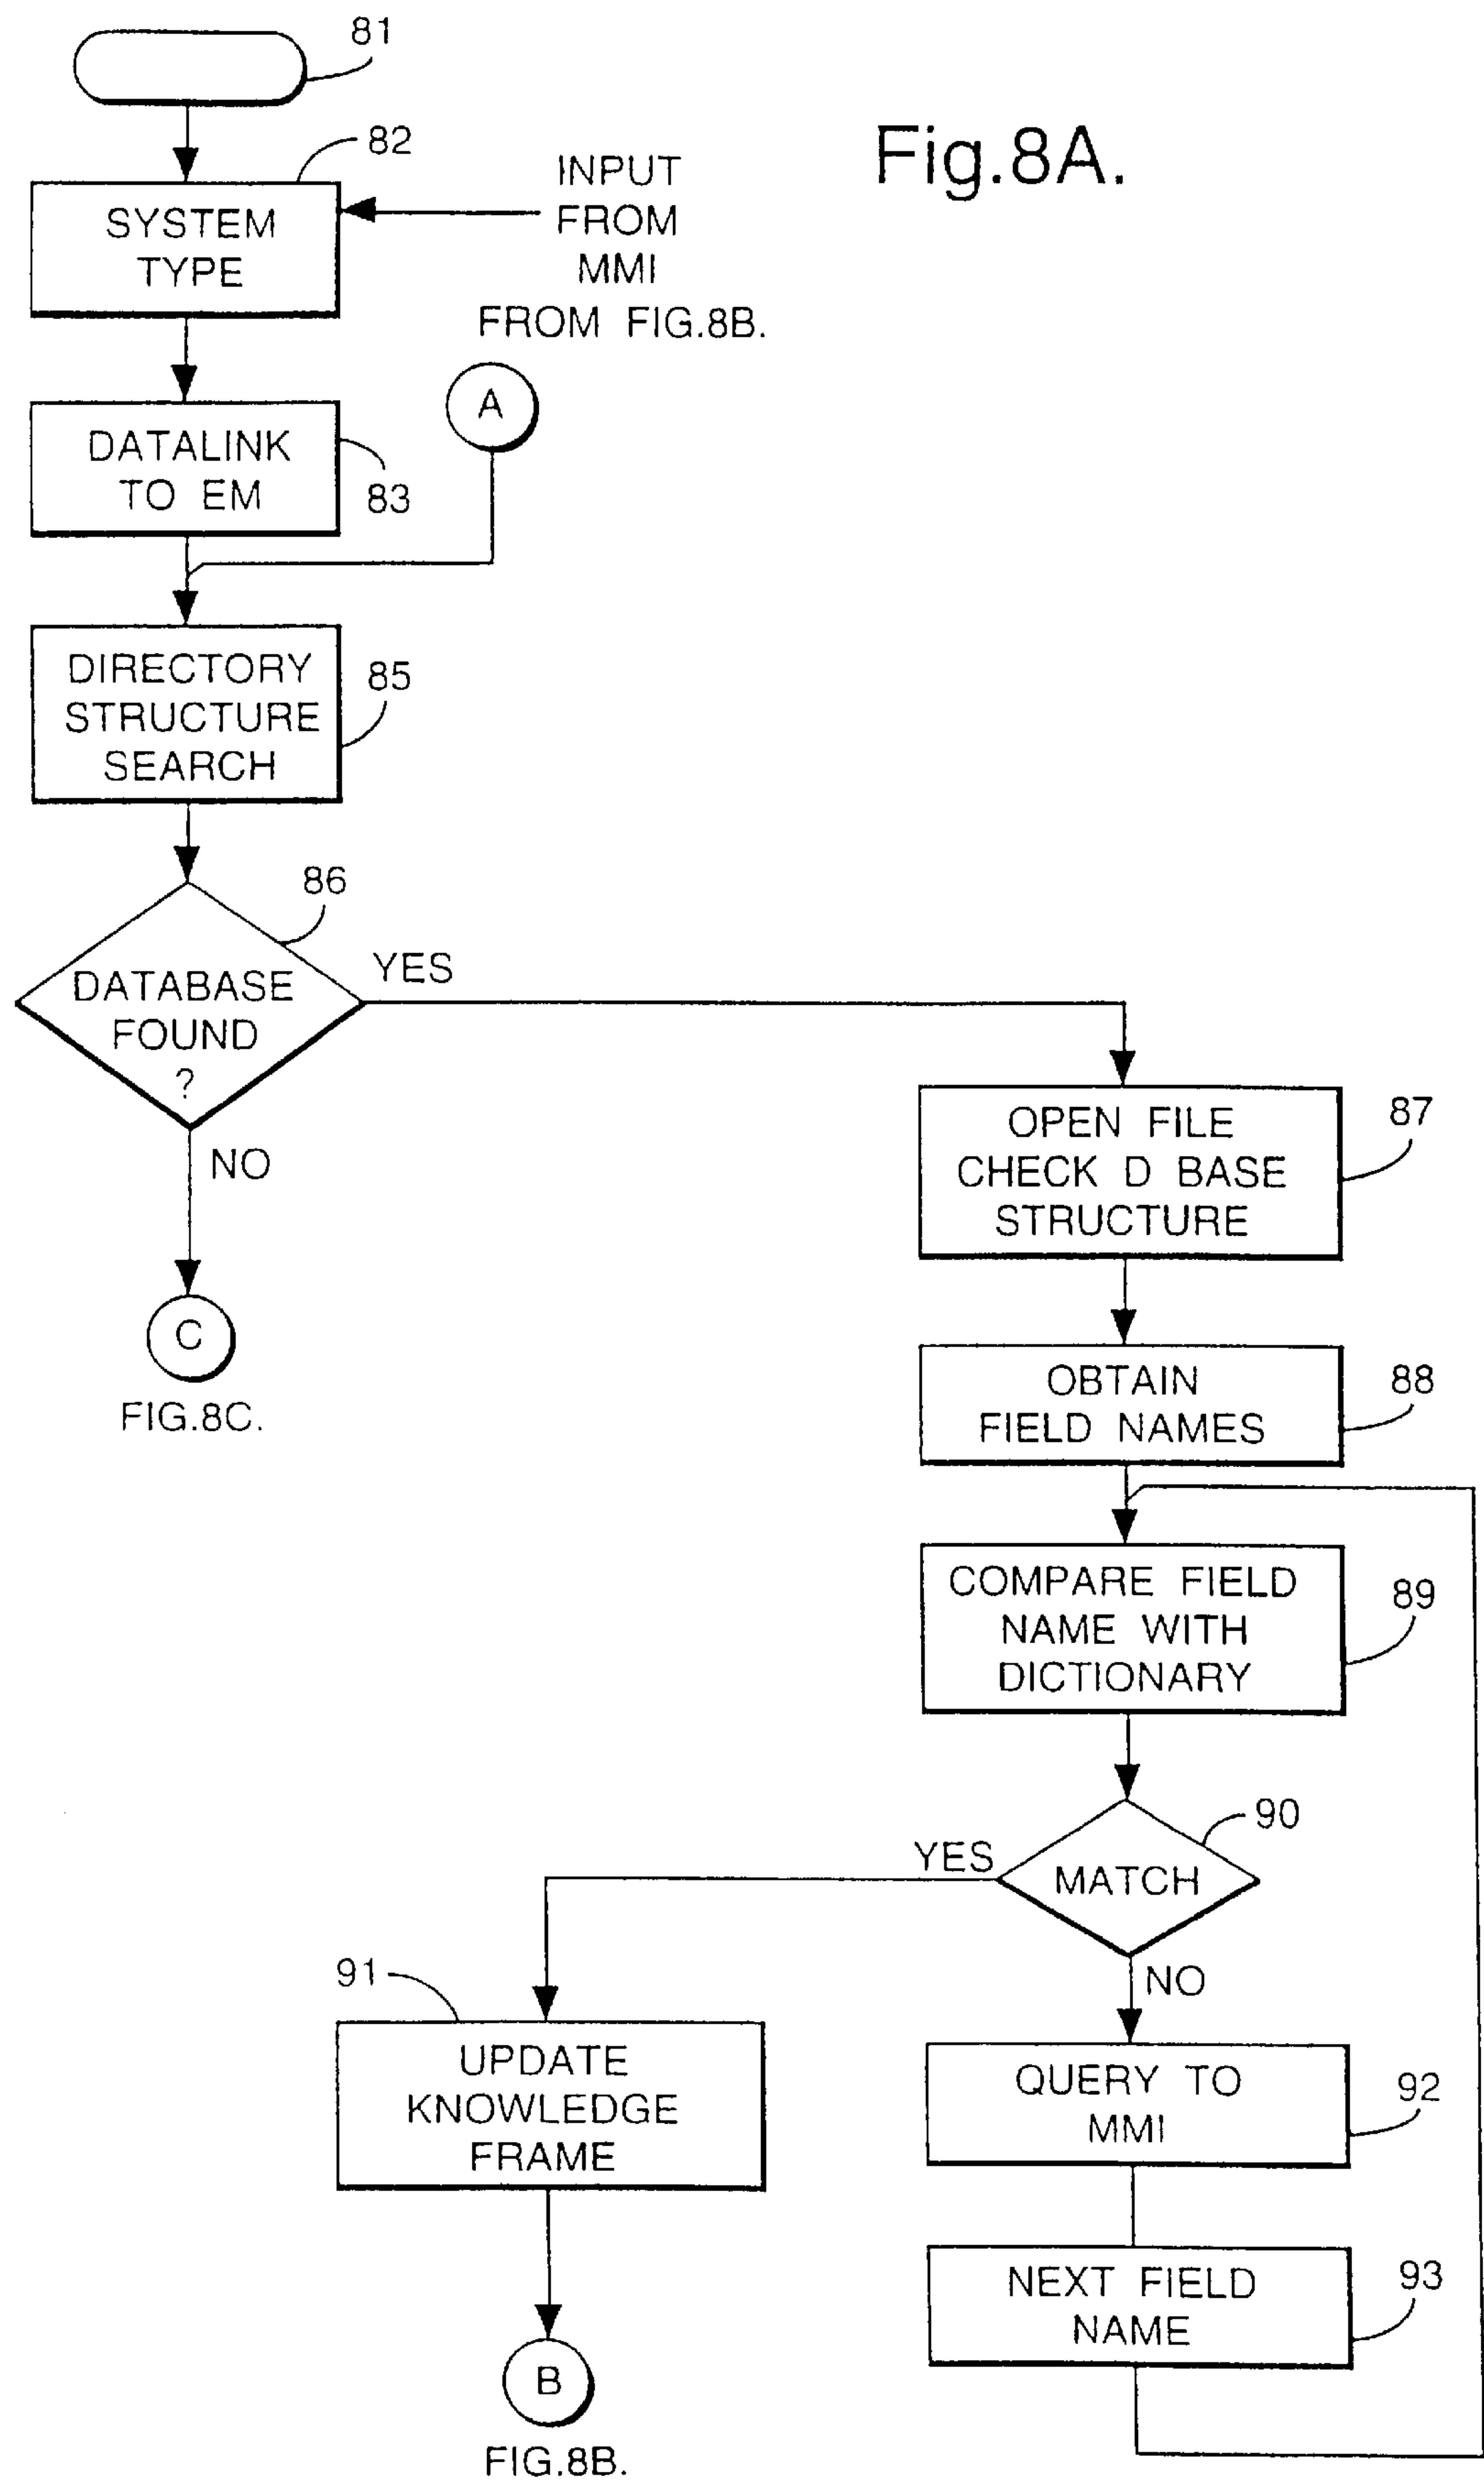 81
Fig.8A.
82
INPUT
FROM
MMI
FROM FIG.8B.
SYSTEM
TYPE
A
DATALINK
TO EM
83
DIRECTORY
STRUCTURE
SEARCH
85
86
DATABASE
FOUND
?
YES
NO
C
FIG.8C.
OPEN FILE
CHECK D BASE
STRUCTURE
87
OBTAIN
FIELD NAMES
88
COMPARE FIELD
NAME WITH
DICTIONARY
89
90
MATCH
YES
NO
91
UPDATE
KNOWLEDGE
FRAME
QUERY TO
MMI
92
NEXT FIELD
NAME
93
B
FIG.8B.